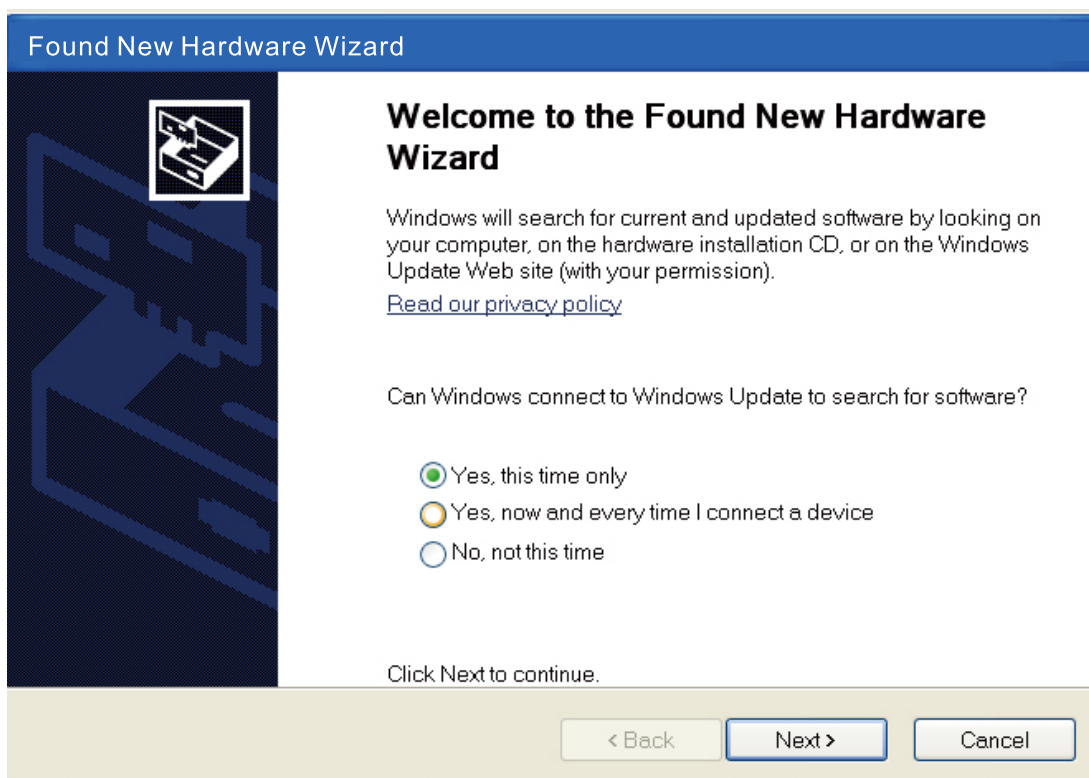 Found New Hardware Wizard
Welcome to the Found New Hardware
Wizard
Windows will search for current and updated software by looking on
your computer, on the hardware installation CD, or on the Windows
Update Web site (with your permission).
Read our privacy policy
Can Windows connect to Windows Update to search for software?
Yes, this time only
Yes, now and every time I connect a device
No, not this time
Click Next to continue.
< Back Next > Cancel